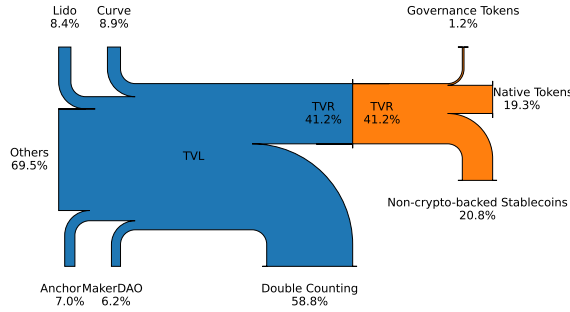 Lido
8.4%
Curve
8.9%
Governance Tokens
1.2%
TVR
41.2%
TVR
41.2%
Native Tokens
19.3%
Others
69.5%
TVL
Non-crypto-backed Stablecoins
20.8%
Anchor
7.0%
MakerDAO
6.2%
Double Counting
58.8%